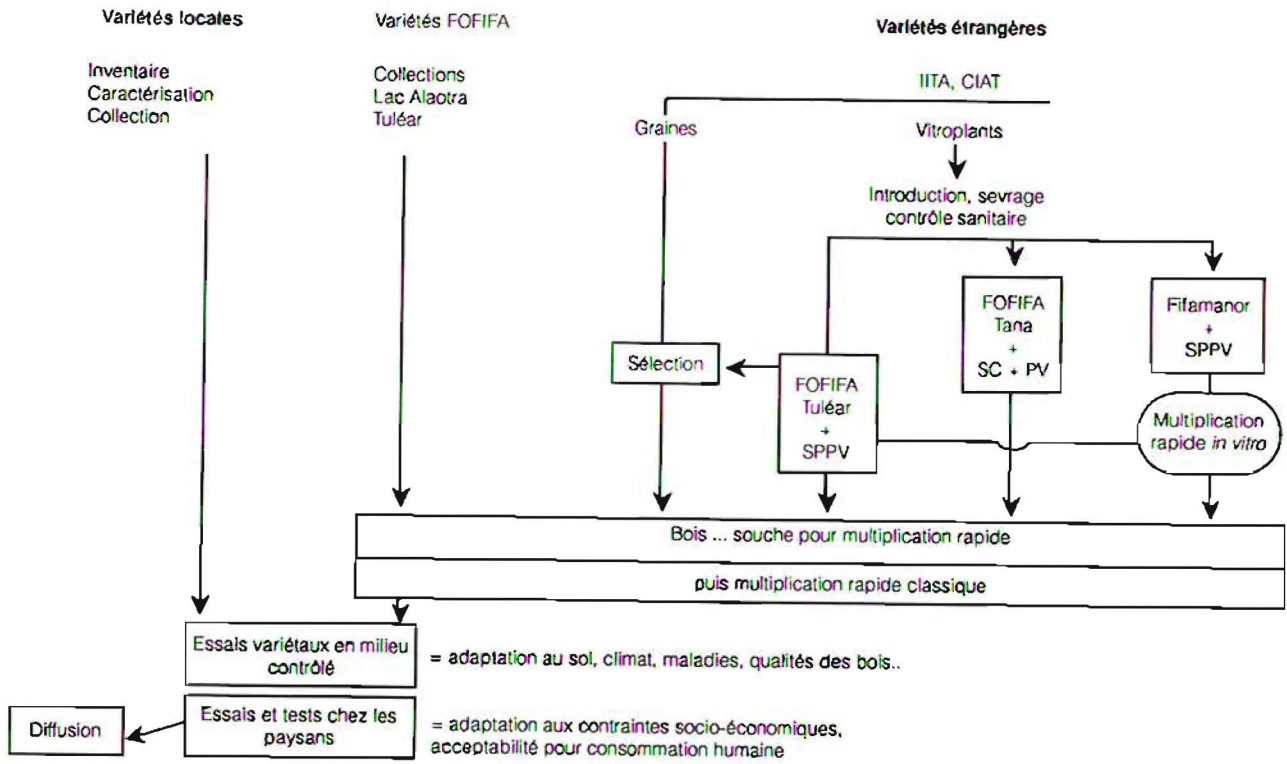 Variétés locales
Inventaire
Caractérisation
Collection
Variétés FOFIFA
Collections
Lac Alaotra
Tuléar
Variétés étrangères
IITA, CIAT
Graines
Vitroplants
Introduction, sevrage
contrôle sanitaire
Sélection
FOFIFA
Tuléar
+
SPPV
FOFIFA
Tana
+
SC + PV
Fifamanor
+
SPPV
Multiplication
rapide in vitro
Bois ... souche pour multiplication rapide
puis multiplication rapide classique
Essais variétaux en milieu
contrôlé
= adaptation au sol, climat, maladies, qualités des bois..
Diffusion
Essais et tests chez les
paysans
= adaptation aux contraintes socio-économiques,
acceptabilité pour consommation humaine